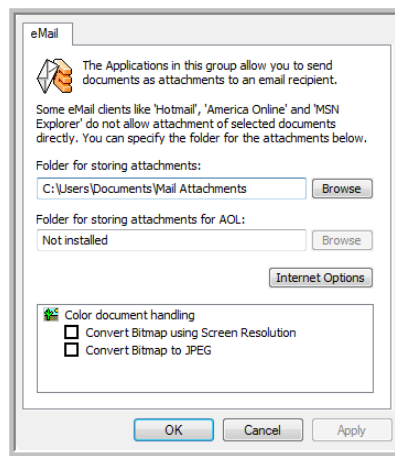 eMail
The Applications in this group allow you to send
documents as attachments to an email recipient.
Some eMail clients like 'Hotmail', 'America Online' and 'MSN
Explorer' do not allow attachment of selected documents
directly. You can specify the folder for the attachments below.
Folder for storing attachments:
C:\Users\Documents\Mail Attachments Browse
Folder for storing attachments for AOL:
Not installed Browse
Internet Options
Color document handling
Convert Bitmap using Screen Resolution
Convert Bitmap to JPEG
OK Cancel Apply